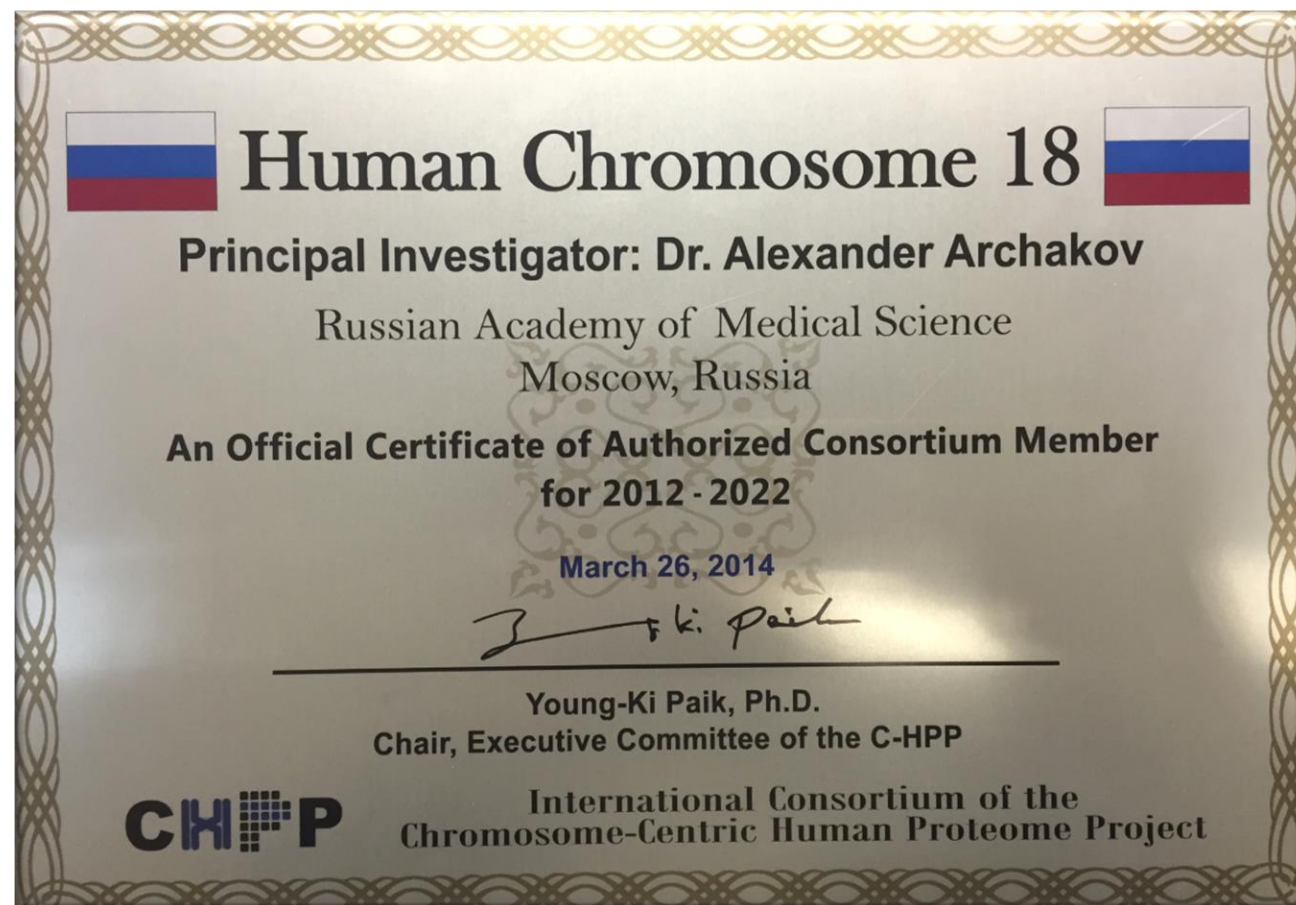 Human Chromosome 18
Principal Investigator: Dr. Alexander Archakov
Russian Academy of Medical Science
Moscow, Russia
An Official Certificate of Authorized Consortium Member
for 2012 - 2022
March 26, 2014
Young-Ki Paik, Ph.D.
Chair, Executive Committee of the C-HPP
CHPP
International Consortium of the
Chromosome-Centric Human Proteome Project